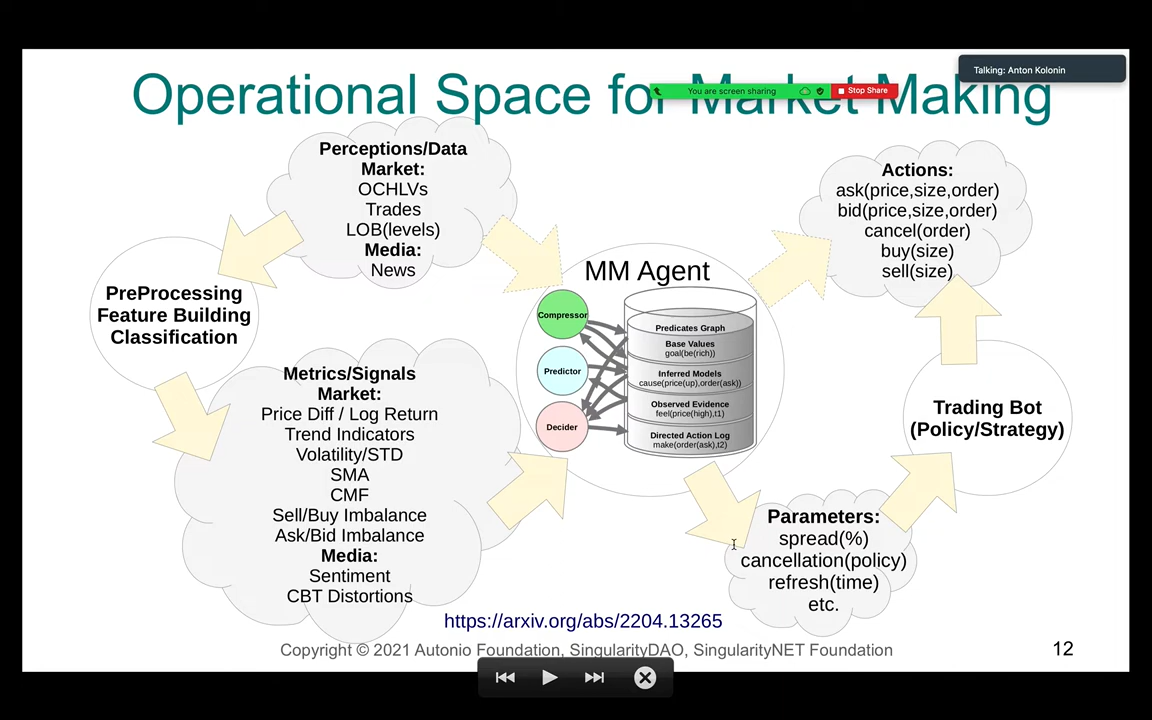 Talking: Anton Kolonin
Operational Space for Market Making
You are screen sharing
Stop Share
Perceptions/Data
Market:
OCHLVs
Trades
LOB(levels)
Media:
News
PreProcessing
Feature Building
Classification
Metrics/Signals
Market:
Price Diff / Log Return
Trend Indicators
Volatility/STD
SMA
CMF
Sell/Buy Imbalance
Ask/Bid Imbalance
Media:
Sentiment
CBT Distortions
MM Agent
Compressor
Predictor
Decider
Predicates Graph
Base Values
goal(be(rich))
Inferred Models
cause(price(up),order(ask))
Observed Evidence
feel(price(high),t1)
Directed Action Log
make(order(ask),t2)
Actions:
ask(price,size,order)
bid(price,size,order)
cancel(order)
buy(size)
sell(size)
Trading Bot
(Policy/Strategy)
Parameters:
spread(%)
cancellation(policy)
refresh(time)
etc.
https://arxiv.org/abs/2204.13265
Copyright © 2021 Autonio Foundation, SingularityDAO, SingularityNET Foundation
12